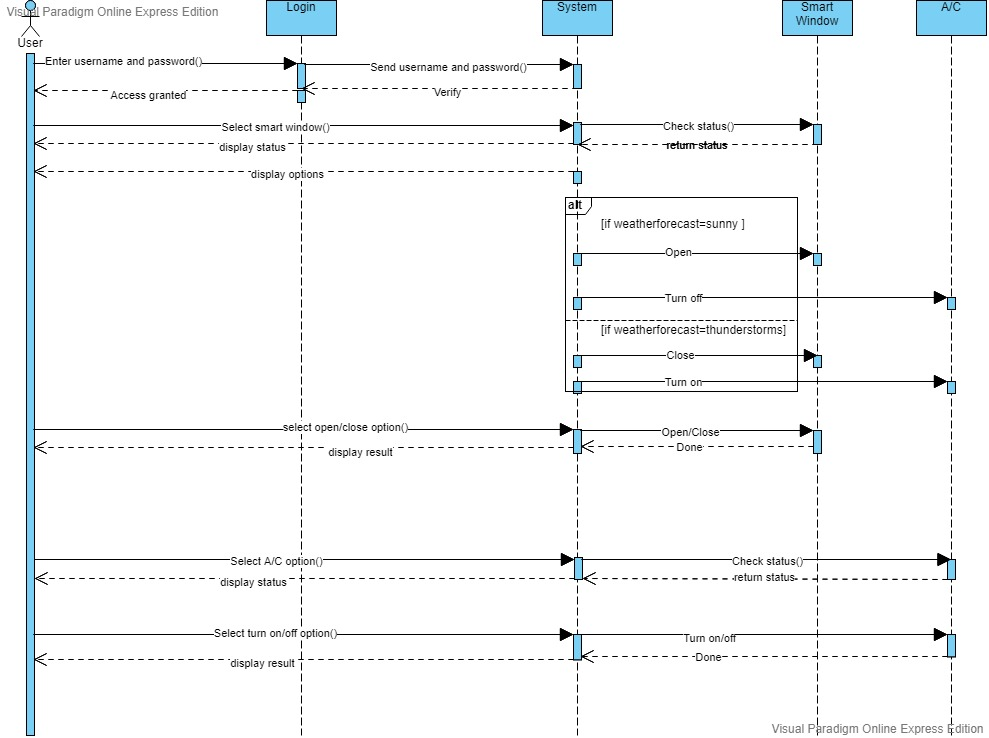 Visual Paradigm Online Express Edition
User
Login
System
Smart
Window
A/C
Enter username and password()
Send username and password()
Verify
Access granted
Select smart window()
Check status()
display status
return status
display options
alt
[if weatherforecast=sunny ]
Open
Turn off
[if weatherforecast=thunderstorms]
Close
Turn on
select open/close option()
Open/Close
display result
Done
Select A/C option()
Check status()
display status
return status
Select turn on/off option()
Turn on/off
display result
Done
Visual Paradigm Online Express Edition